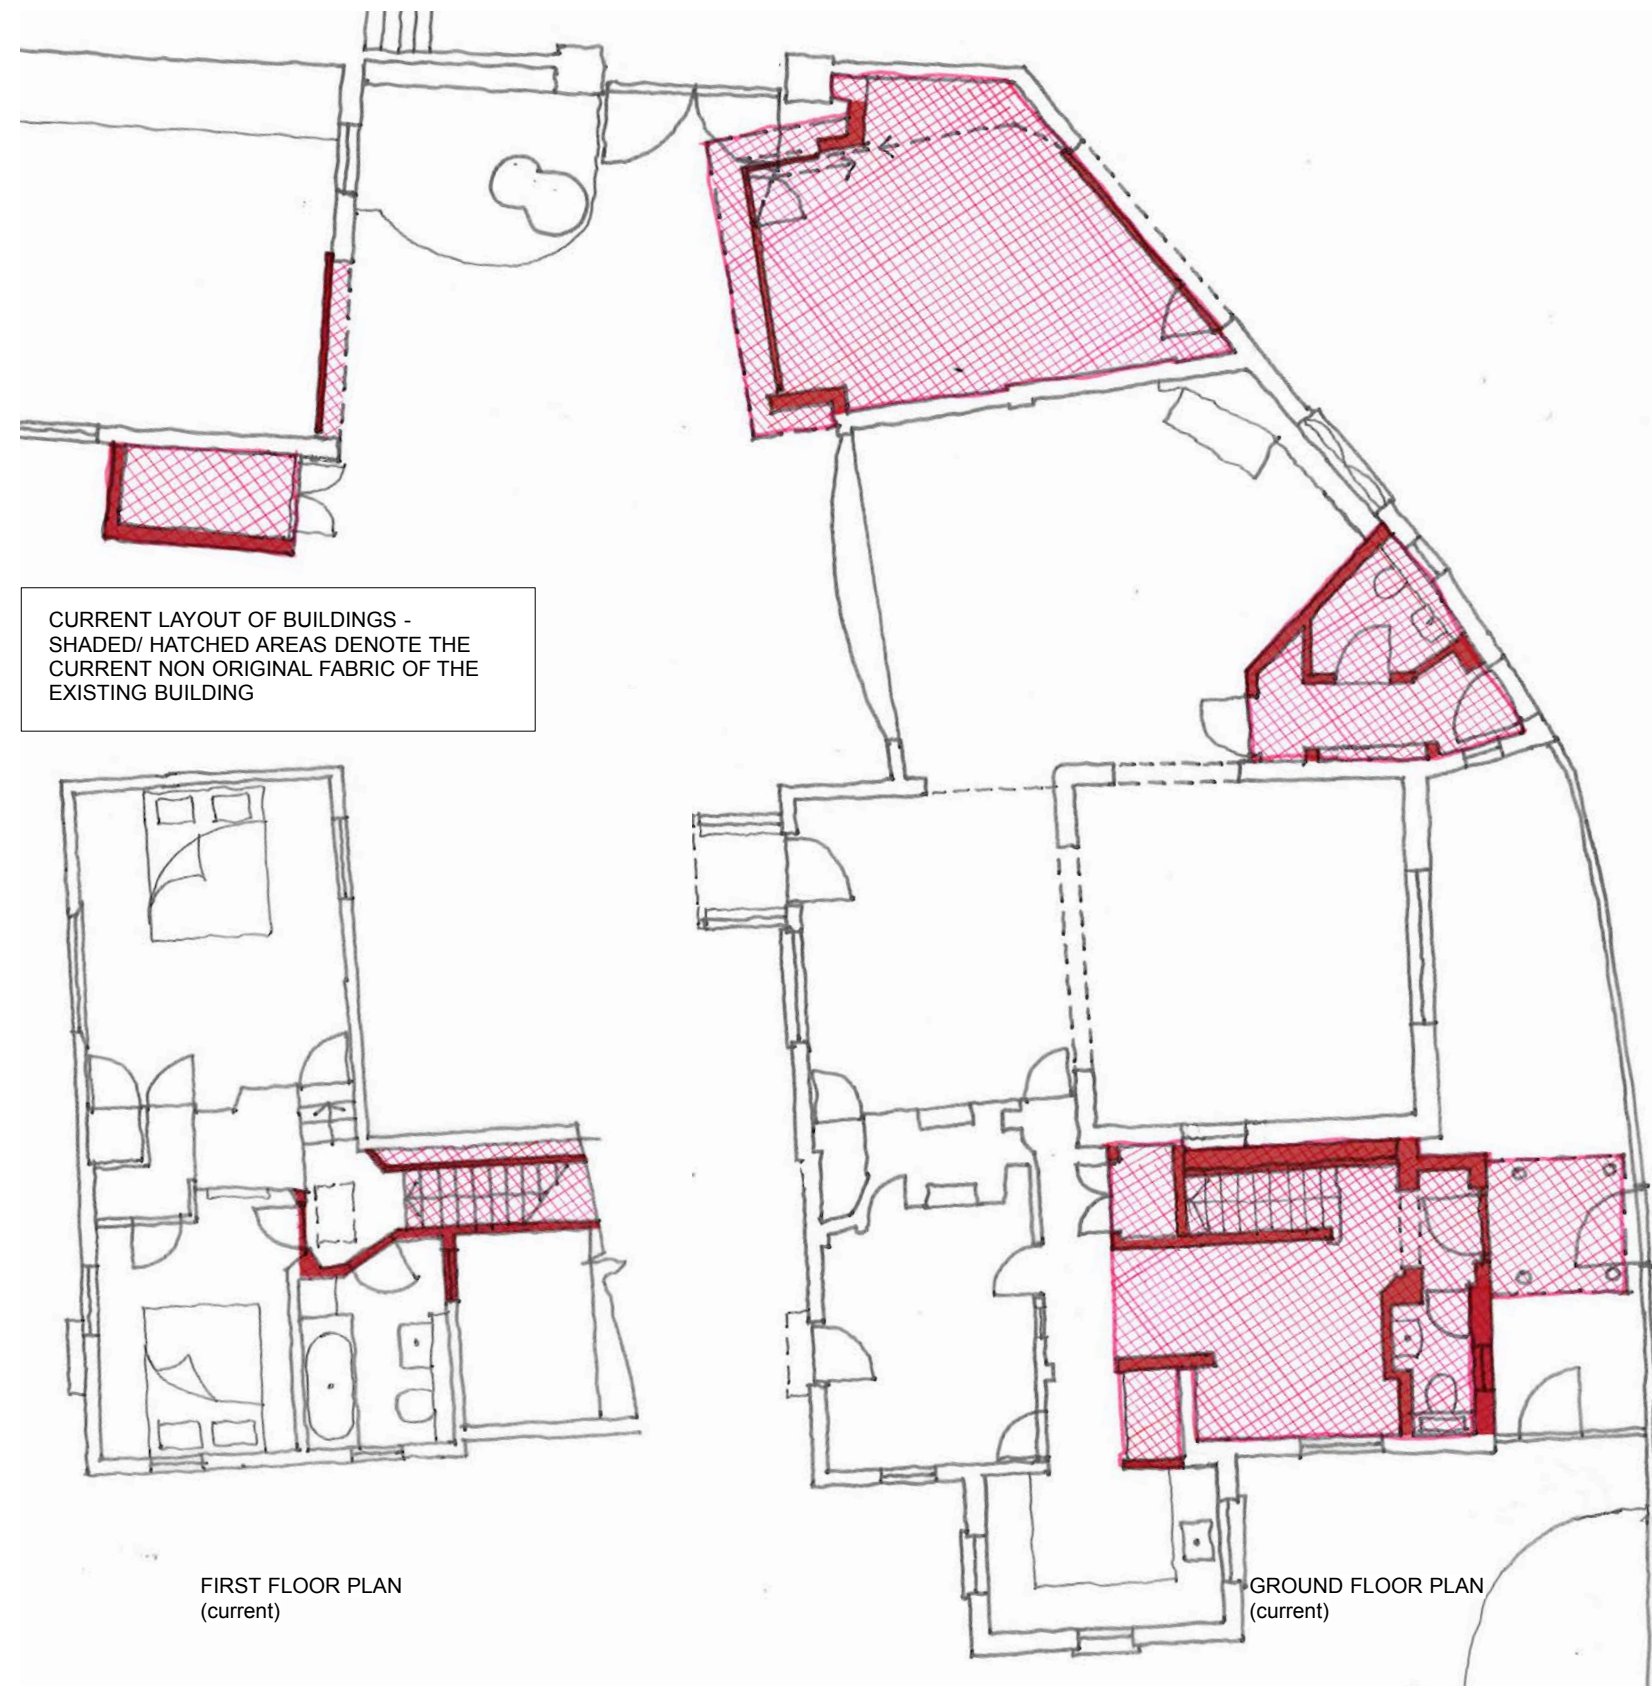 CURRENT LAYOUT OF BUILDINGS -
SHADED/ HATCHED AREAS DENOTE THE
CURRENT NON ORIGINAL FABRIC OF THE
EXISTING BUILDING
FIRST FLOOR PLAN
(current)
GROUND FLOOR PLAN
(current)